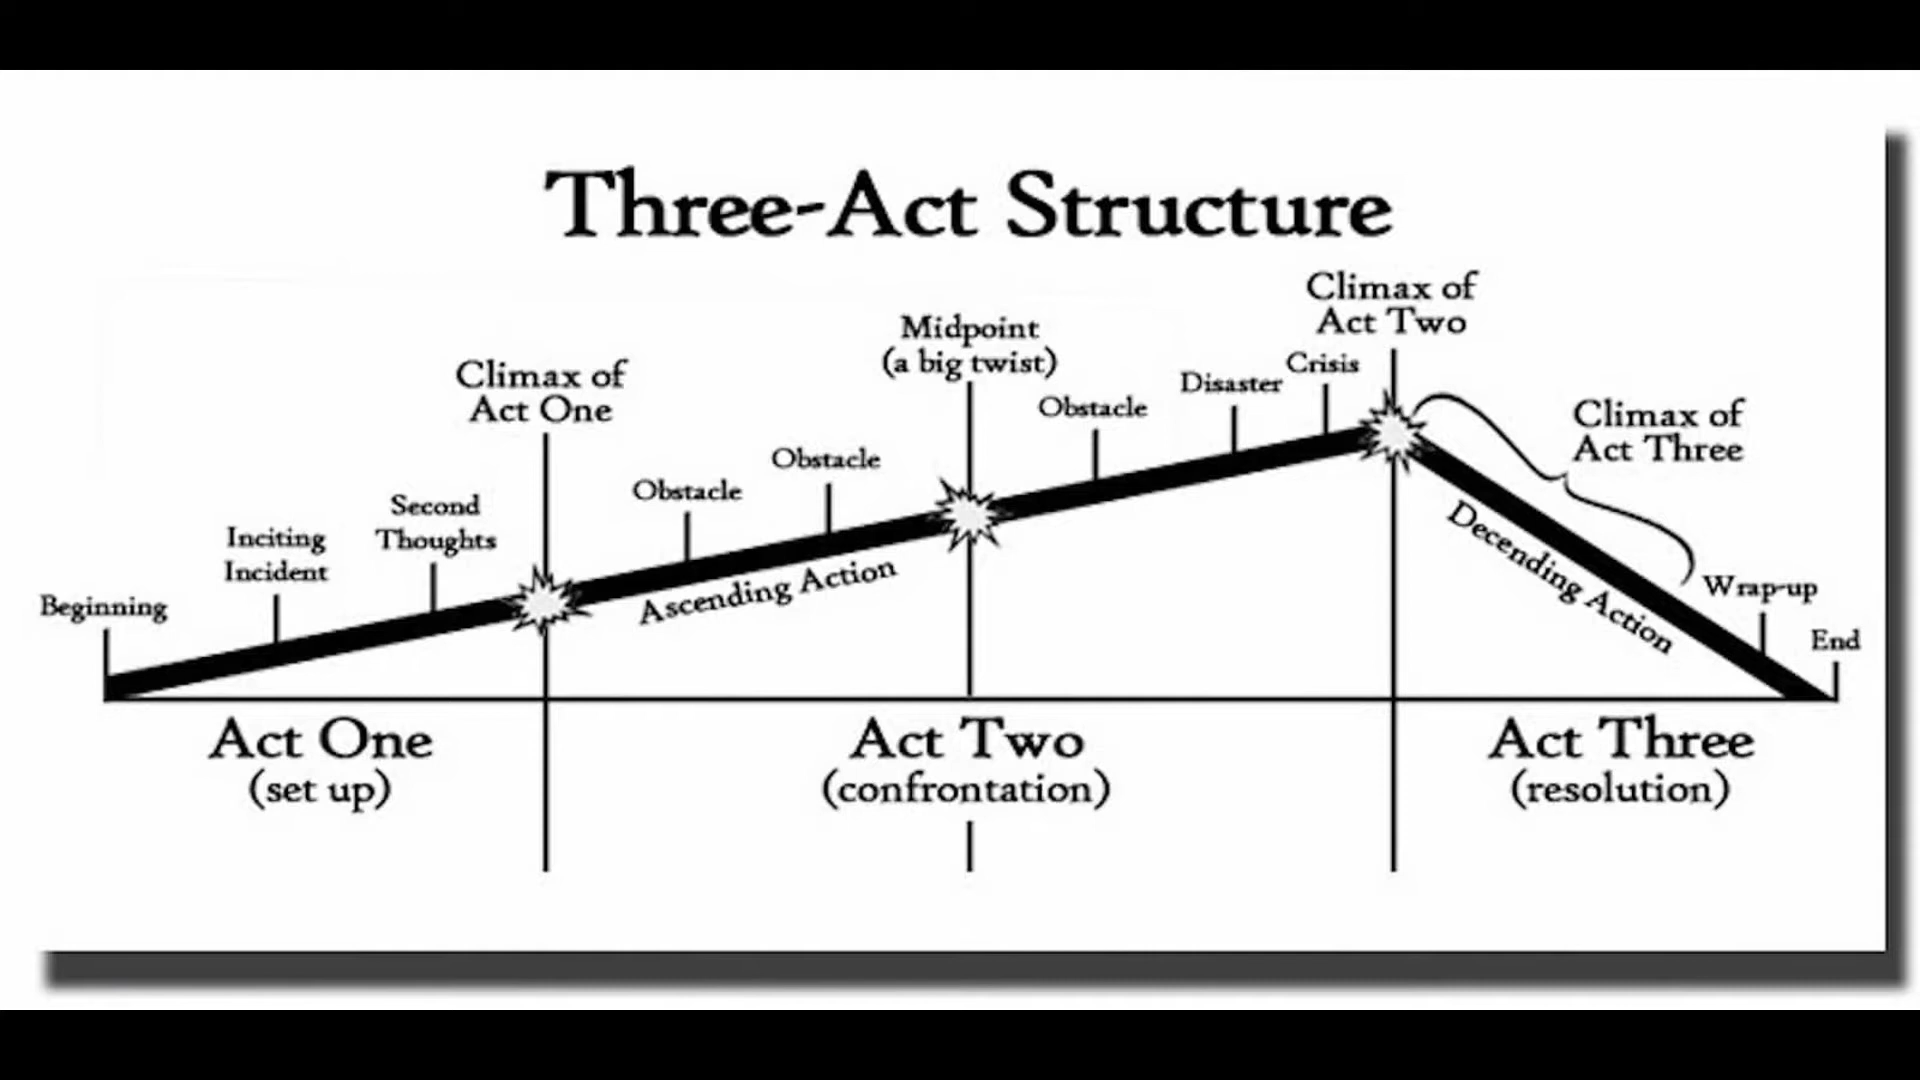 Three-Act Structure
Climax of
Act Two
Midpoint
(a big twist)
Crisis
Climax of
Act One
Disaster
Obstacle
Climax of
Act Three
Obstacle
Obstacle
Second
Thoughts
Inciting
Incident
Beginning
Ascending Action
Decending Action
Wrap-up
End
Act One
(set up)
Act Two
(confrontation)
Act Three
(resolution)